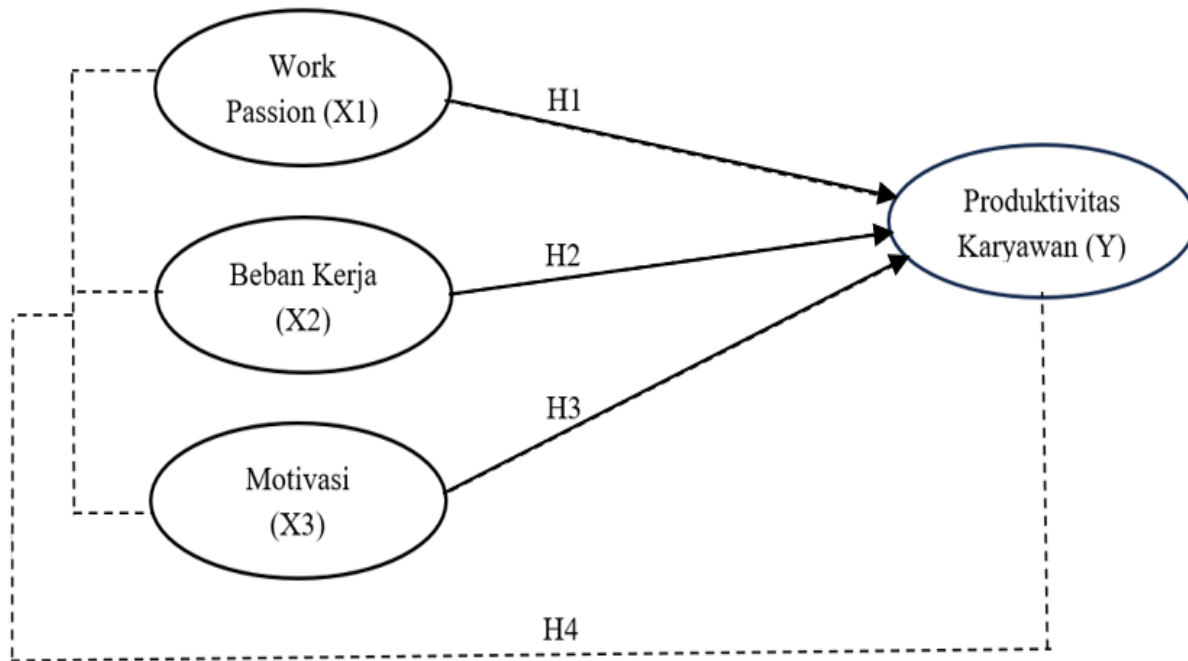 Work
Passion (X1)
H1
Produktivitas
Karyawan (Y)
H2
Beban Kerja
(X2)
H3
Motivasi
(X3)
H4